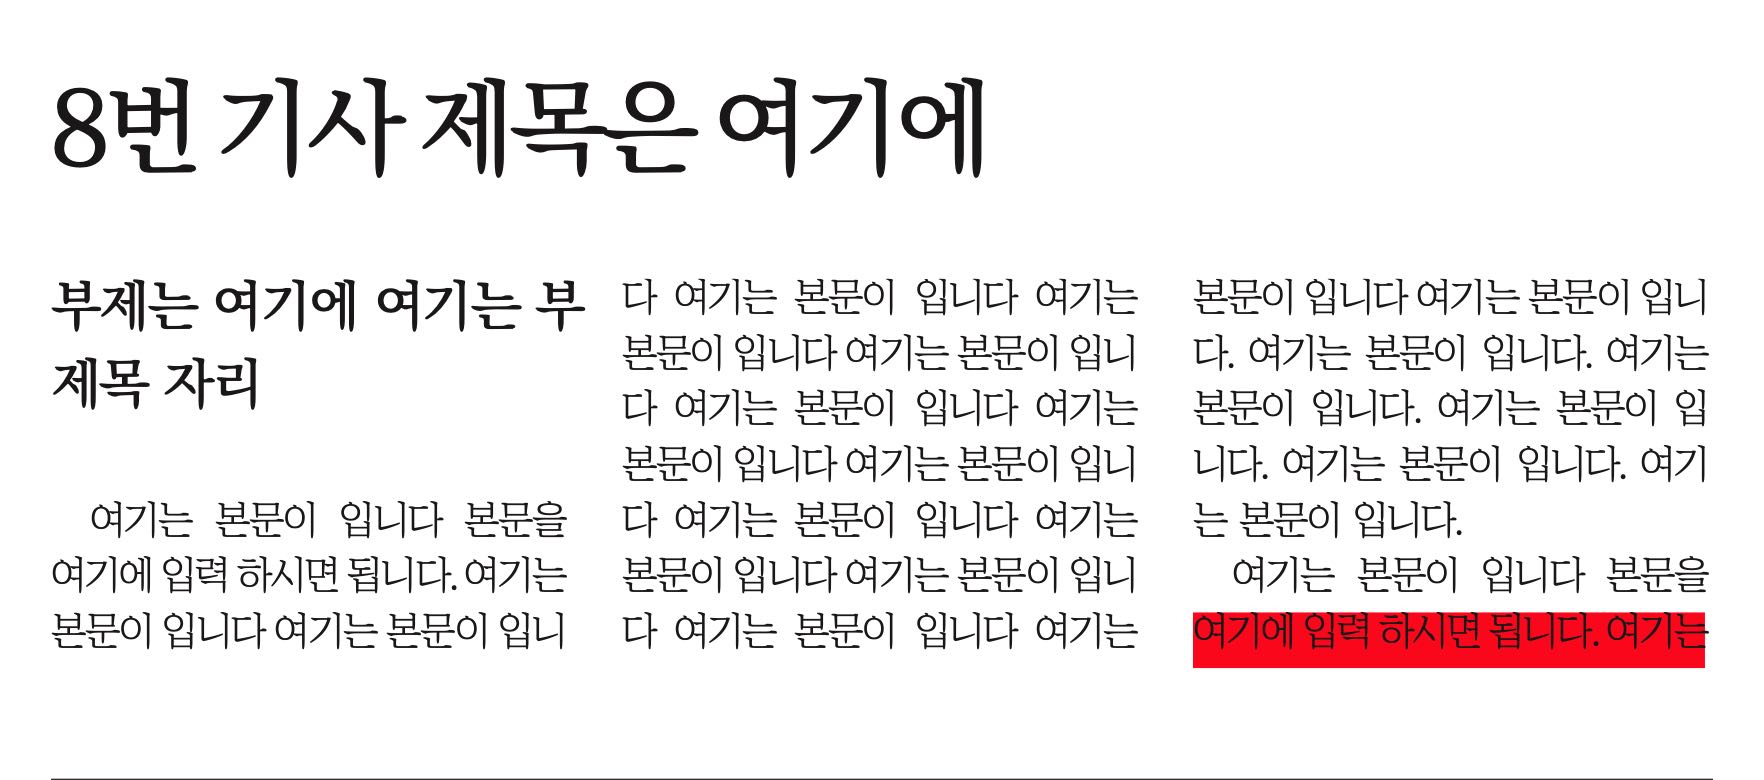 8번 기사 제목은 여기에
부제는 여기에 여기는 부
제목 자리
여기는 본문이 입니다 본문을
여기에 입력 하시면 됩니다. 여기는
본문이 입니다 여기는 본문이 입니
다 여기는 본문이 입니다 여기는
본문이 입니다 여기는 본문이 입니
다 여기는 본문이 입니다 여기는
본문이 입니다 여기는 본문이 입니
다 여기는 본문이 입니다 여기는
본문이 입니다 여기는 본문이 입니
다 여기는 본문이 입니다 여기는
본문이 입니다 여기는 본문이 입니
다. 여기는 본문이 입니다. 여기는
본문이 입니다. 여기는 본문이 입
니다. 여기는 본문이 입니다. 여기
는 본문이 입니다.
여기는 본문이 입니다 본문을
여기에 입력 하시면 됩니다. 여기는